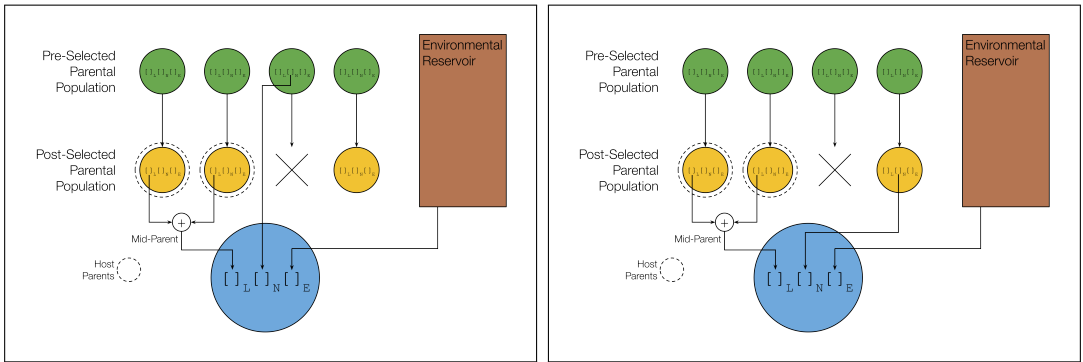 Pre-Selected
Parental
Population
[]L[]N[]E
[]L[]N[]E
[]L[]N[]E
[]L[]N[]E
Environmental
Reservoir
Post-Selected
Parental
Population
[]L[]N[]E
[]L[]N[]E
[]L[]N[]E
+
Mid-Parent
Host
Parents
[ ]L [ ]N [ ]E
Pre-Selected
Parental
Population
[]L[]N[]E
[]L[]N[]E
[]L[]N[]E
[]L[]N[]E
Environmental
Reservoir
Post-Selected
Parental
Population
[]L[]N[]E
[]L[]N[]E
[]L[]N[]E
+
Mid-Parent
Host
Parents
[ ]L [ ]N [ ]E